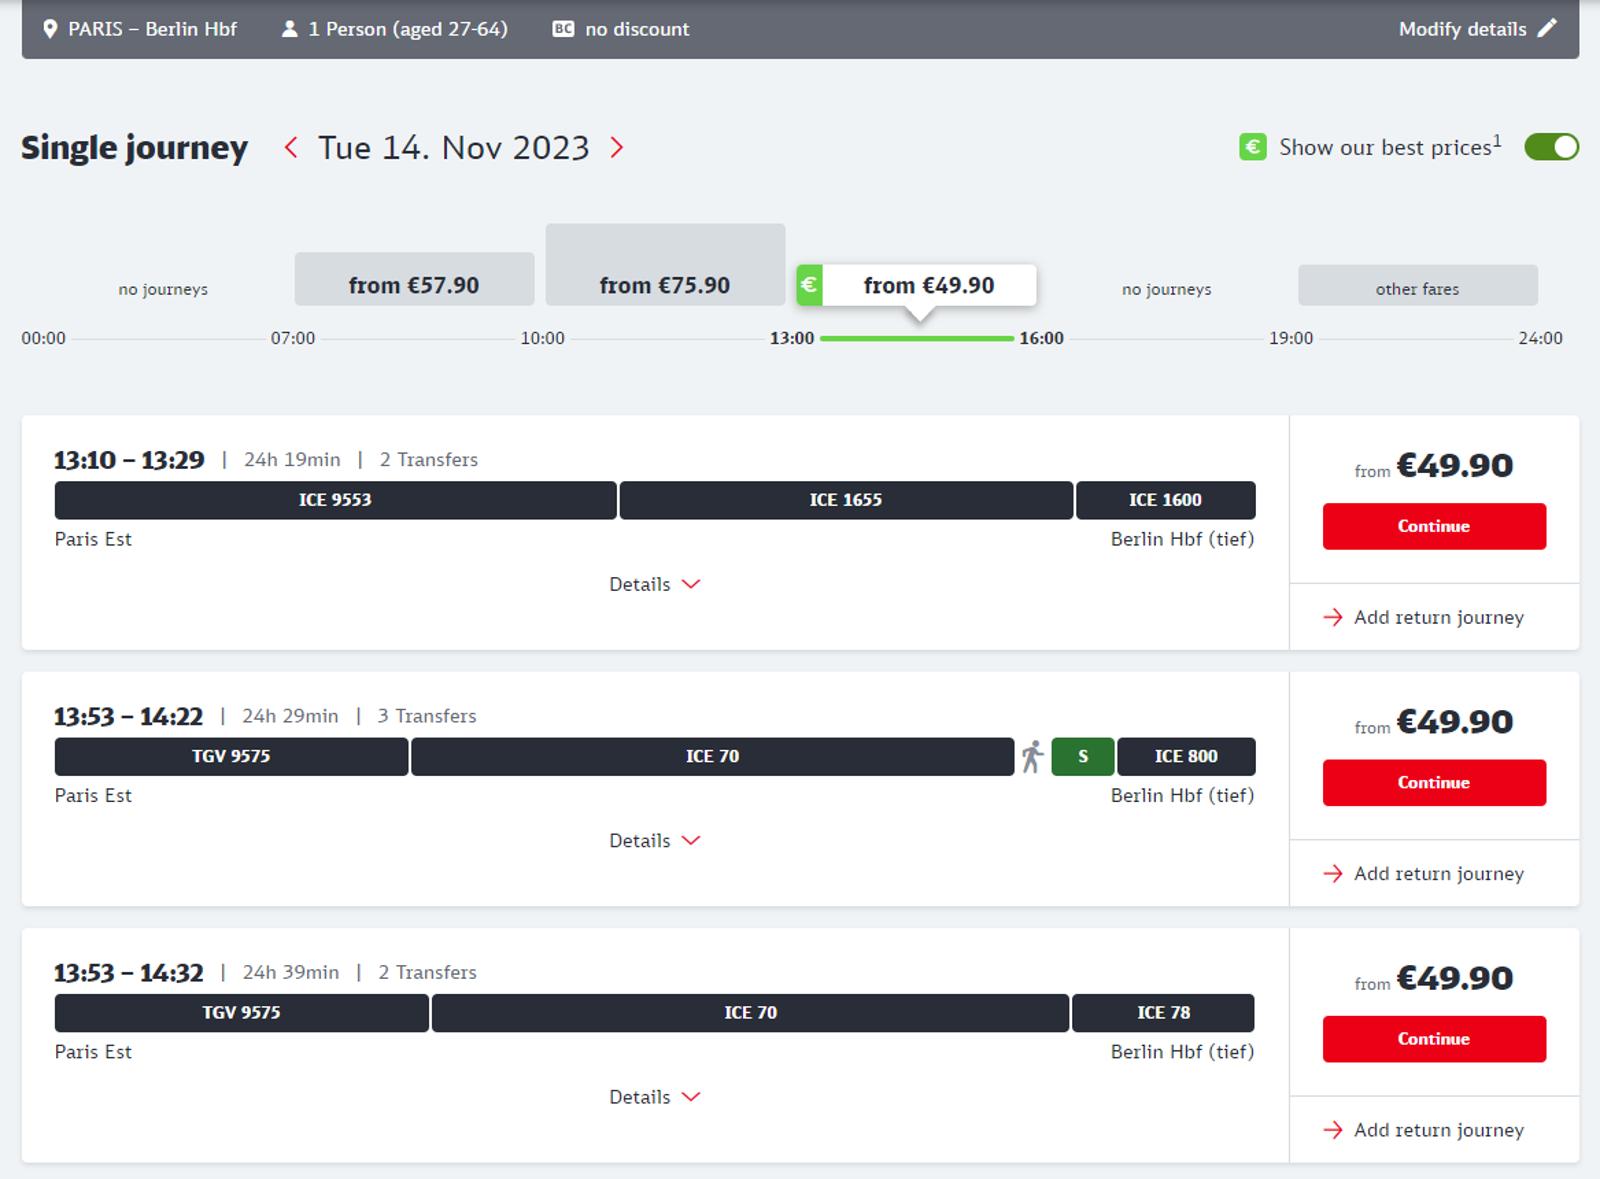 PARIS – Berlin Hbf 1 Person (aged 27-64) BC no discount Modify details
Single journey Tue 14. Nov 2023 € Show our best prices¹
no journeys from €57.90 from €75.90 € from €49.90 no journeys other fares
00:00 07:00 10:00 13:00 16:00 19:00 24:00
13:10 – 13:29 | 24h 19min | 2 Transfers
ICE 9553 ICE 1655 ICE 1600
Paris Est Berlin Hbf (tief)
Details
from €49.90
Continue
Add return journey
13:53 – 14:22 | 24h 29min | 3 Transfers
TGV 9575 ICE 70 S ICE 800
Paris Est Berlin Hbf (tief)
Details
from €49.90
Continue
Add return journey
13:53 – 14:32 | 24h 39min | 2 Transfers
TGV 9575 ICE 70 ICE 78
Paris Est Berlin Hbf (tief)
Details
from €49.90
Continue
Add return journey